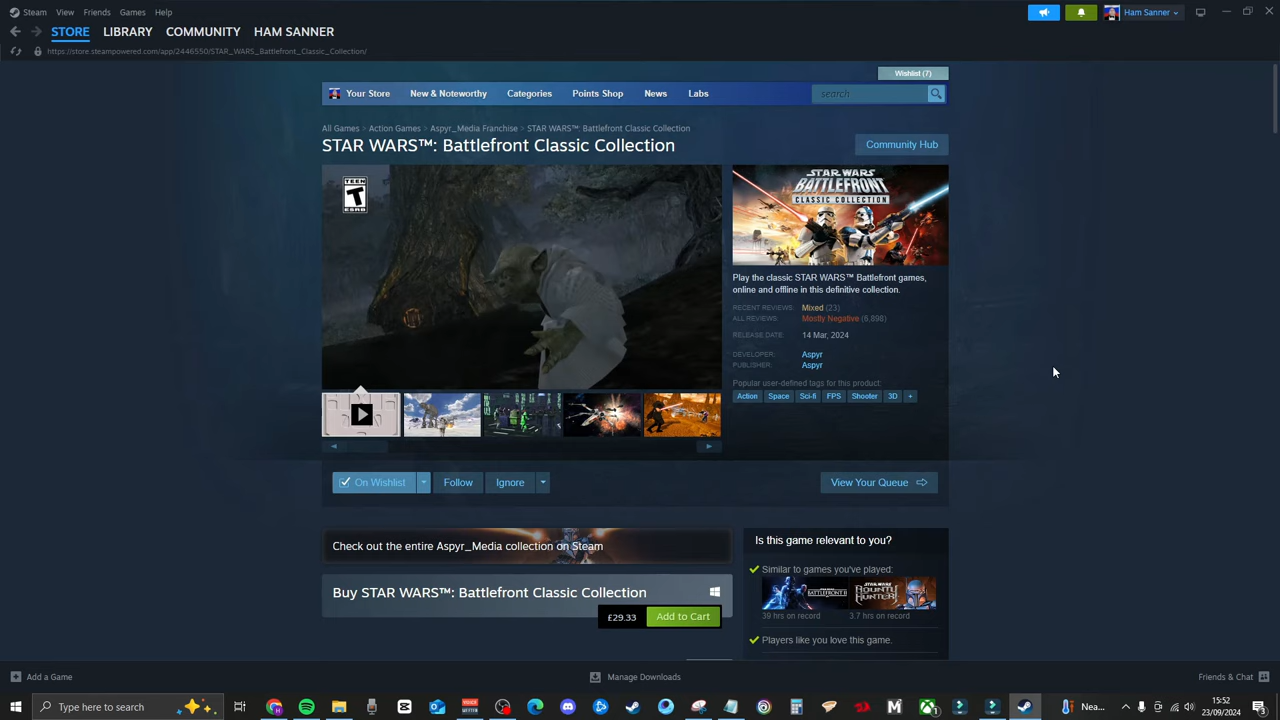 Steam View Friends Games Help
Ham Sanner
STORE LIBRARY COMMUNITY HAM SANNER
https://store.steampowered.com/app/2446550/STAR_WARS_Battlefront_Classic_Collection/
Wishlist (7)
Your Store New & Noteworthy Categories Points Shop News Labs
search
All Games > Action Games > Aspyr_Media Franchise > STAR WARS™: Battlefront Classic Collection
STAR WARS™: Battlefront Classic Collection
Community Hub
TEEN
T
ESRB
STAR WARS
BATTLEFRONT
CLASSIC COLLECTION
Play the classic STAR WARS™ Battlefront games,
online and offline in this definitive collection.
RECENT REVIEWS: Mixed (23)
ALL REVIEWS: Mostly Negative (6,898)
RELEASE DATE: 14 Mar, 2024
DEVELOPER: Aspyr
PUBLISHER: Aspyr
Popular user-defined tags for this product:
Action Space Sci-fi FPS Shooter 3D +
On Wishlist Follow Ignore
View Your Queue
Check out the entire Aspyr_Media collection on Steam
Is this game relevant to you?
Similar to games you've played:
BATTLEFRONT II
STAR WARS
BOUNTY
HUNTER
39 hrs on record 3.7 hrs on record
Players like you love this game.
Buy STAR WARS™: Battlefront Classic Collection
£29.33 Add to Cart
Add a Game
Manage Downloads
Friends & Chat
Type here to search
Nea...
15:52
23/09/2024